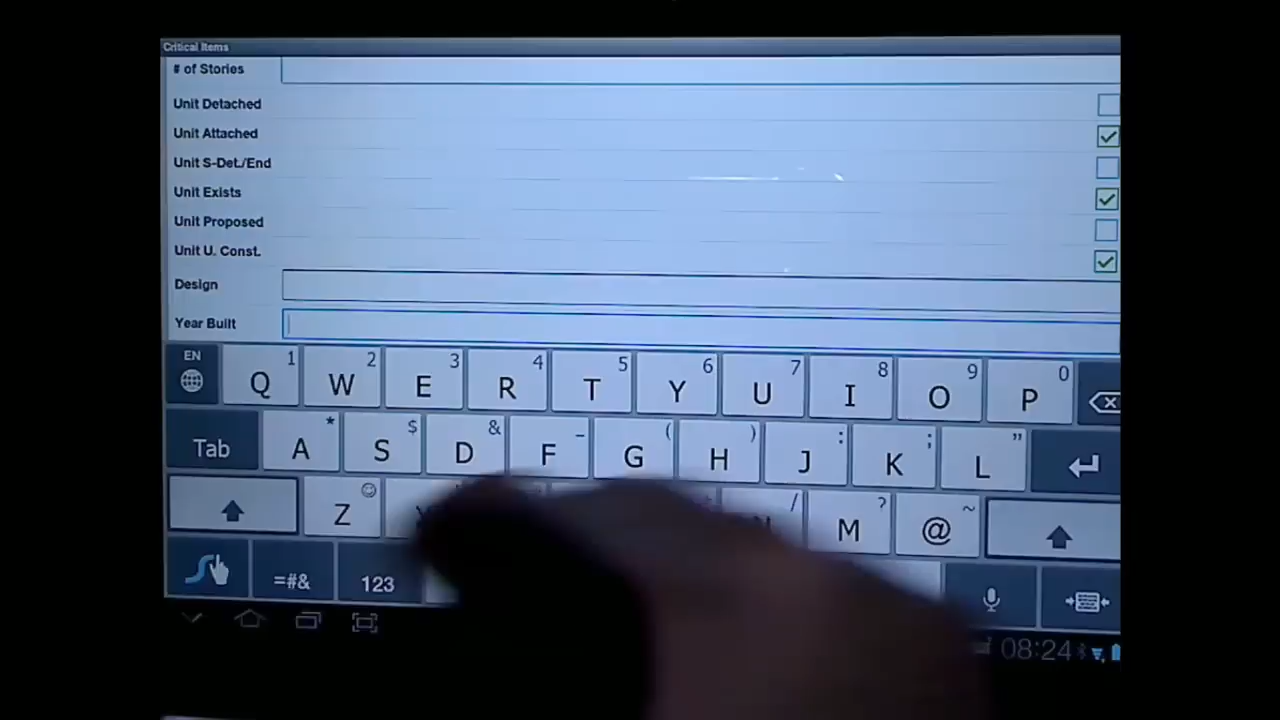 Critical Items
# of Stories
Unit Detached
Unit Attached
Unit S-Det./End
Unit Exists
Unit Proposed
Unit U. Const.
Design
Year Built
EN Q 1 W 2 E 3 R 4 T 5 Y 6 U 7 I 8 O 9 P 0
Tab A * S $ D & F _ G ( H ) J : K ; L "
Z / M ? @ ~
=#& 123
08:24